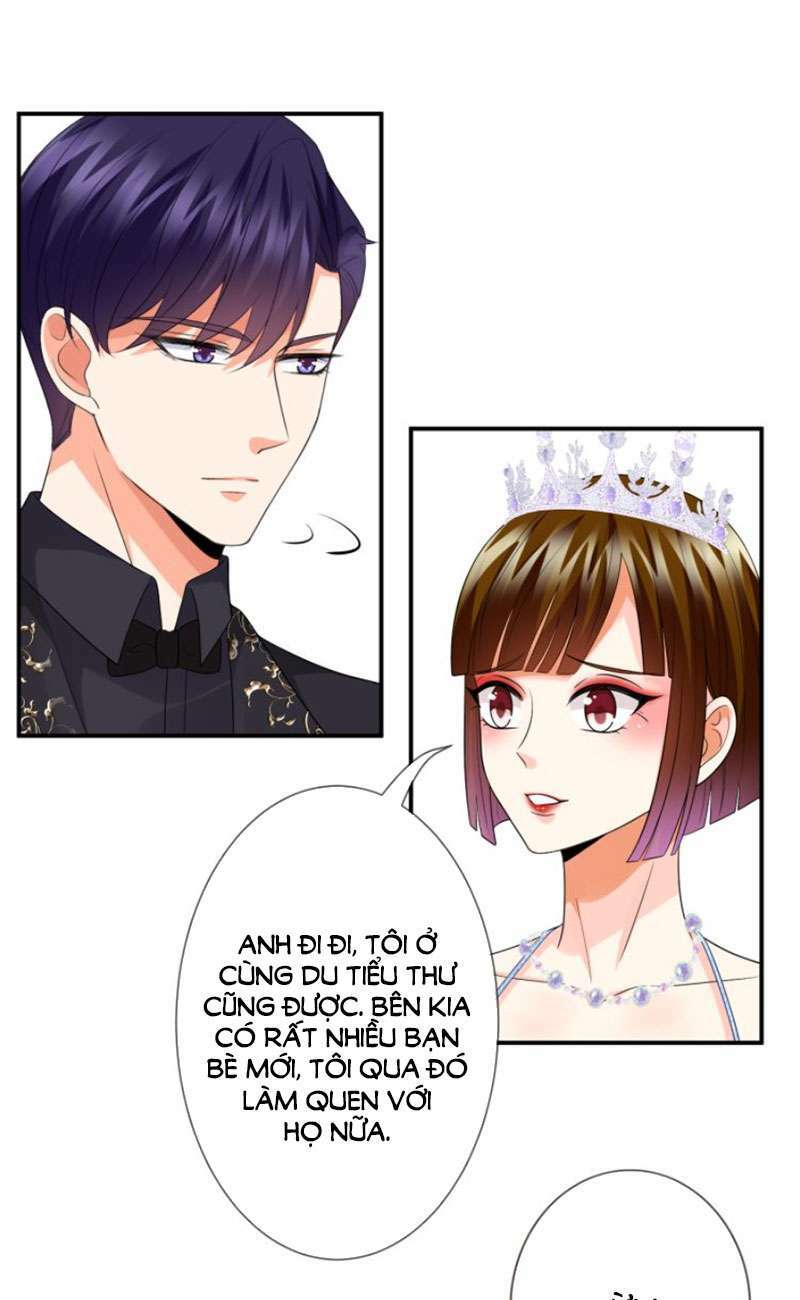 ANH ĐI ĐI, TÔI Ở
CÙNG DU TIỂU THƯ
CŨNG ĐƯỢC. BÊN KIA
CÓ RẤT NHIỀU BẠN
BÈ MỚI, TÔI QUA ĐÓ
LÀM QUEN VỚI
HỌ NỮA.